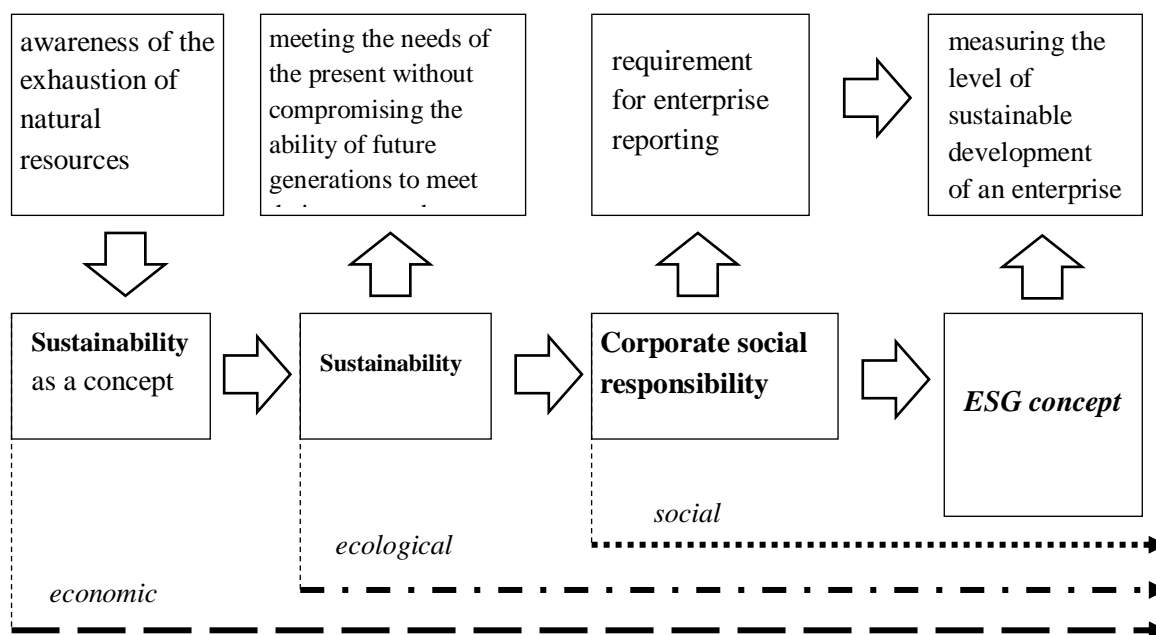 awareness of the
exhaustion of
natural
resources
meeting the needs of
the present without
compromising the
ability of future
generations to meet
requirement
for enterprise
reporting
measuring the
level of
sustainable
development
of an enterprise
Sustainability
as a concept
Sustainability
Corporate social
responsibility
ESG concept
social
ecological
economic